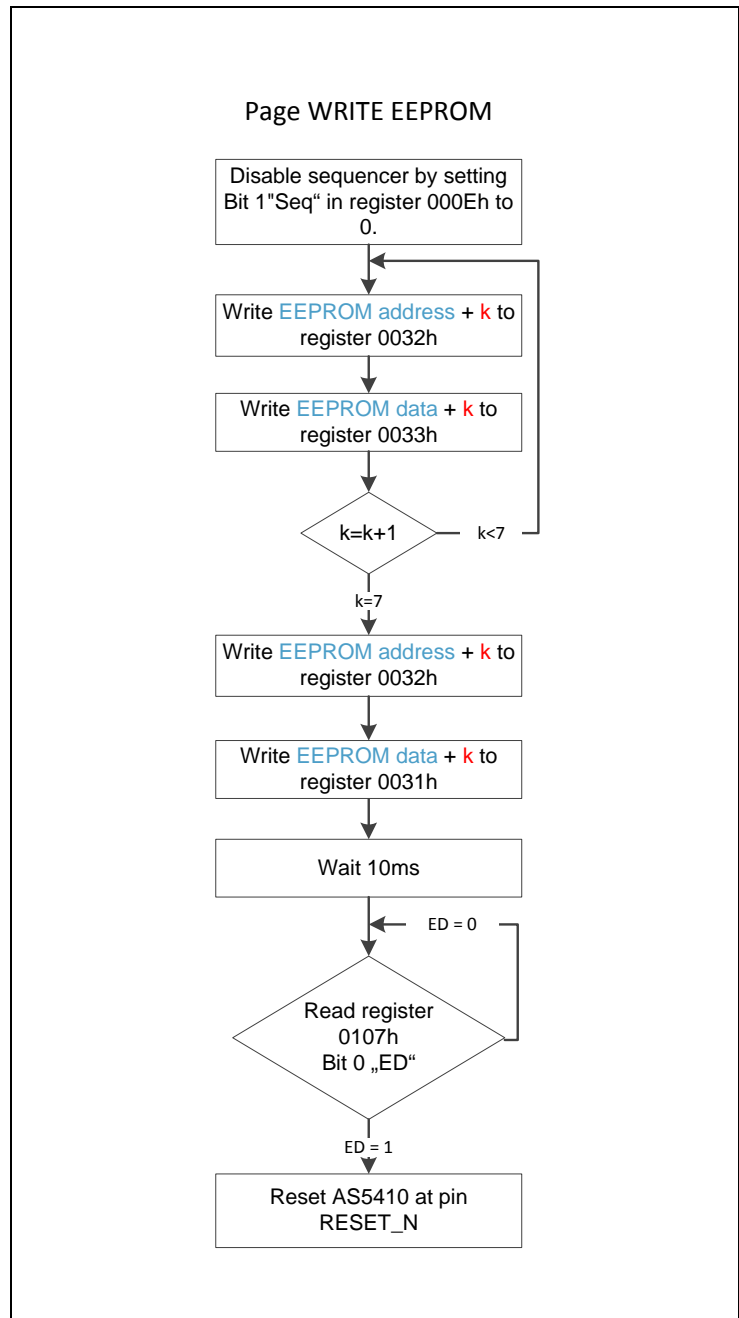 Page WRITE EEPROM
Disable sequencer by setting
Bit 1"Seq“ in register 000Eh to
0.
Write EEPROM address + k to
register 0032h
Write EEPROM data + k to
register 0033h
k=k+1
k<7
k=7
Write EEPROM address + k to
register 0032h
Write EEPROM data + k to
register 0031h
Wait 10ms
ED = 0
Read register
0107h
Bit 0 „ED“
ED = 1
Reset AS5410 at pin
RESET_N